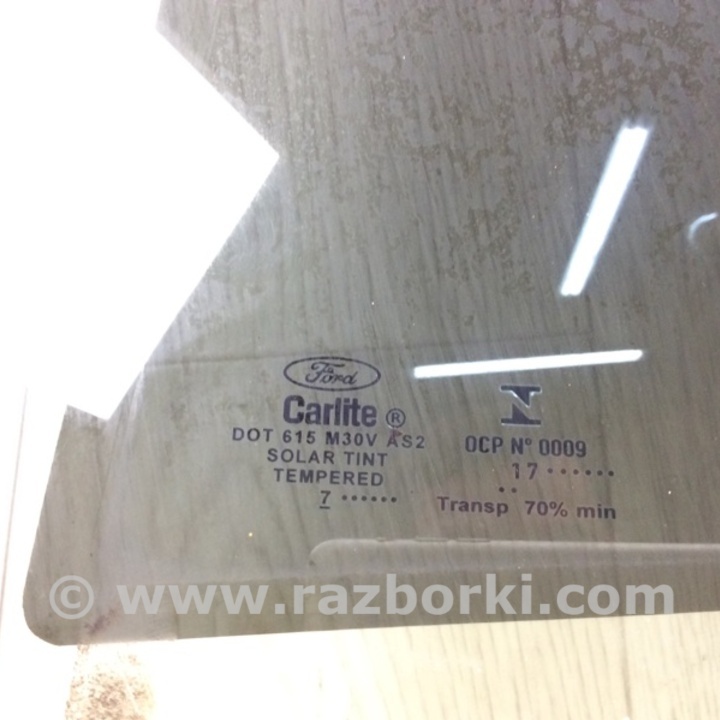 Ford
Carlite ®
DOT 615 M30V AS2
SOLAR TINT
TEMPERED
7 ••••••
N
OCP Nº 0009
17 ••••••
••
Transp 70% min
© www.razborki.com